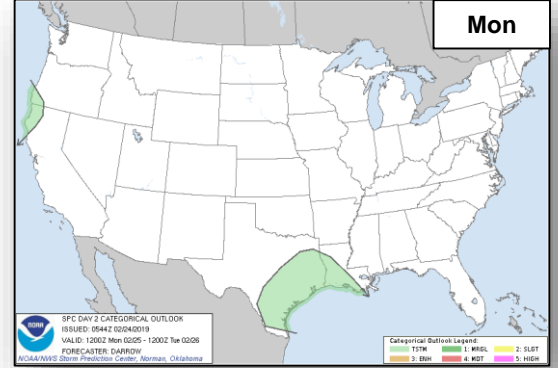 Mon
SPC DAY 2 CATEGORICAL OUTLOOK
ISSUED: 0544Z 02/24/2019
VALID: 1200Z Mon 02/25 - 1200Z Tue 02/26
FORECASTER: DARROW
NOAA/NWS Storm Prediction Center, Norman, Oklahoma
NOAA
Categorical Outlook Legend:
TSTM 1: MRGL 2: SLGT
3: ENH 4: MDT 5: HIGH